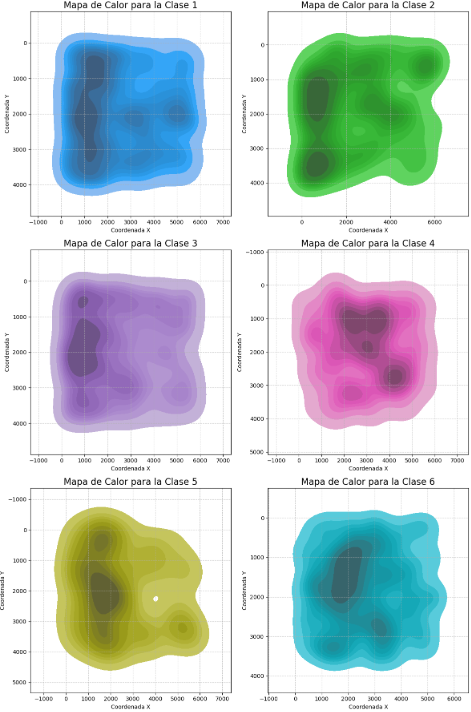 Mapa de Calor para la Clase 1
Mapa de Calor para la Clase 2
0
1000
2000
3000
4000
Coordenada Y
−1000 0 1000 2000 3000 4000 5000 6000 7000
Coordenada X
0
1000
2000
3000
4000
Coordenada Y
0 2000 4000 6000
Coordenada X
Mapa de Calor para la Clase 3
Mapa de Calor para la Clase 4
0
1000
2000
3000
4000
Coordenada Y
−1000 0 1000 2000 3000 4000 5000 6000 7000
Coordenada X
−1000
0
1000
2000
3000
4000
5000
Coordenada Y
−1000 0 1000 2000 3000 4000 5000 6000 7000
Coordenada X
Mapa de Calor para la Clase 5
Mapa de Calor para la Clase 6
−1000
0
1000
2000
3000
4000
5000
Coordenada Y
−1000 0 1000 2000 3000 4000 5000 6000 7000
Coordenada X
0
1000
2000
3000
4000
Coordenada Y
−1000 0 1000 2000 3000 4000 5000 6000
Coordenada X